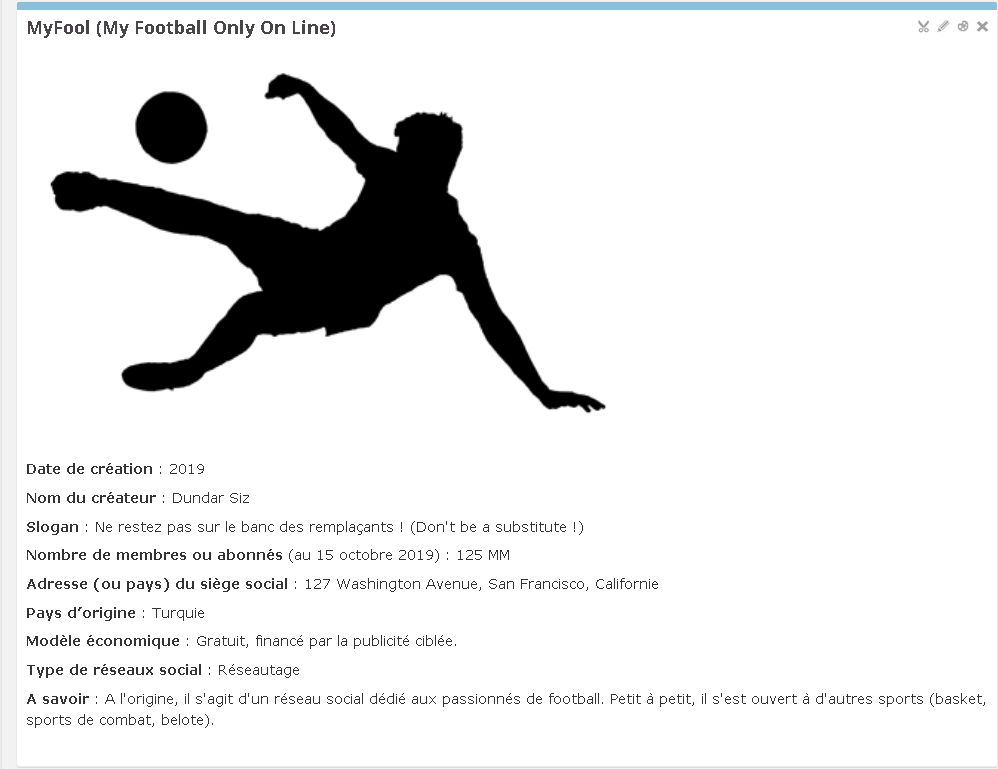 MyFool (My Football Only On Line)
Date de création : 2019
Nom du créateur : Dundar Siz
Slogan : Ne restez pas sur le banc des remplaçants ! (Don't be a substitute !)
Nombre de membres ou abonnés (au 15 octobre 2019) : 125 MM
Adresse (ou pays) du siège social : 127 Washington Avenue, San Francisco, Californie
Pays d’origine : Turquie
Modèle économique : Gratuit, financé par la publicité ciblée.
Type de réseaux social : Réseautage
A savoir : A l'origine, il s'agit d'un réseau social dédié aux passionnés de football. Petit à petit, il s'est ouvert à d'autres sports (basket,
sports de combat, belote).